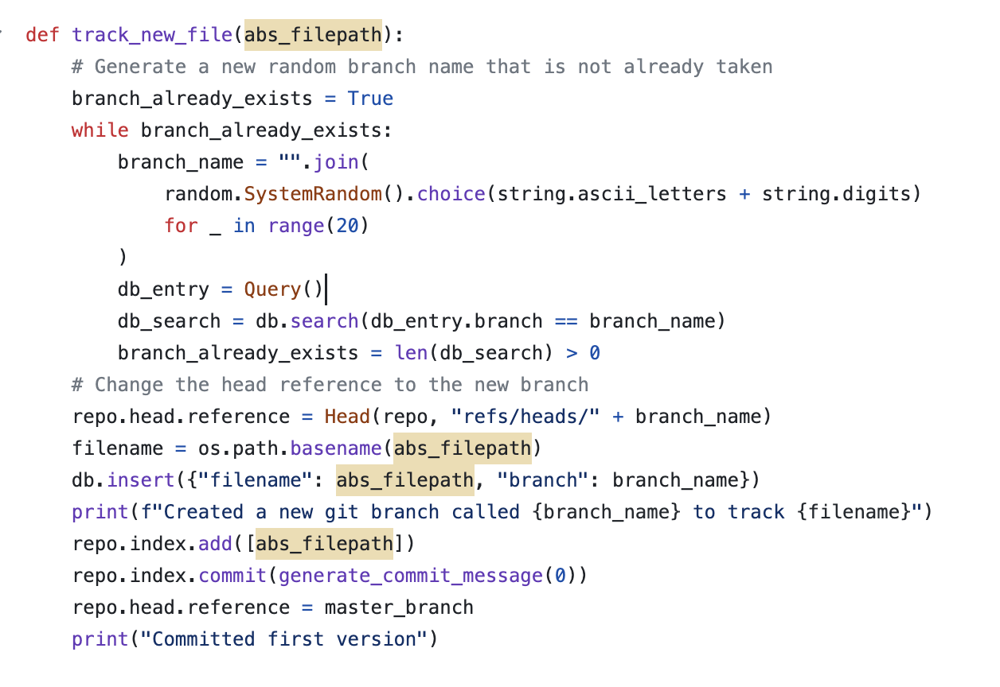 def track_new_file(abs_filepath):
    # Generate a new random branch name that is not already taken
    branch_already_exists = True
    while branch_already_exists:
        branch_name = "".join(
            random.SystemRandom().choice(string.ascii_letters + string.digits)
            for _ in range(20)
        )
        db_entry = Query()
        db_search = db.search(db_entry.branch == branch_name)
        branch_already_exists = len(db_search) > 0
    # Change the head reference to the new branch
    repo.head.reference = Head(repo, "refs/heads/" + branch_name)
    filename = os.path.basename(abs_filepath)
    db.insert({"filename": abs_filepath, "branch": branch_name})
    print(f"Created a new git branch called {branch_name} to track {filename}")
    repo.index.add([abs_filepath])
    repo.index.commit(generate_commit_message(0))
    repo.head.reference = master_branch
    print("Committed first version")